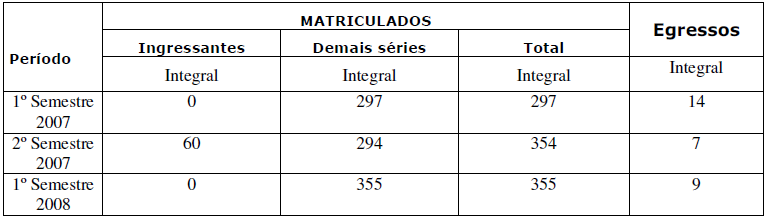 MATRICULADOS
Egressos
Período
Ingressantes Demais séries Total
Integral Integral Integral Integral
1º Semestre
2007
0 297 297 14
2º Semestre
2007
60 294 354 7
1º Semestre
2008
0 355 355 9